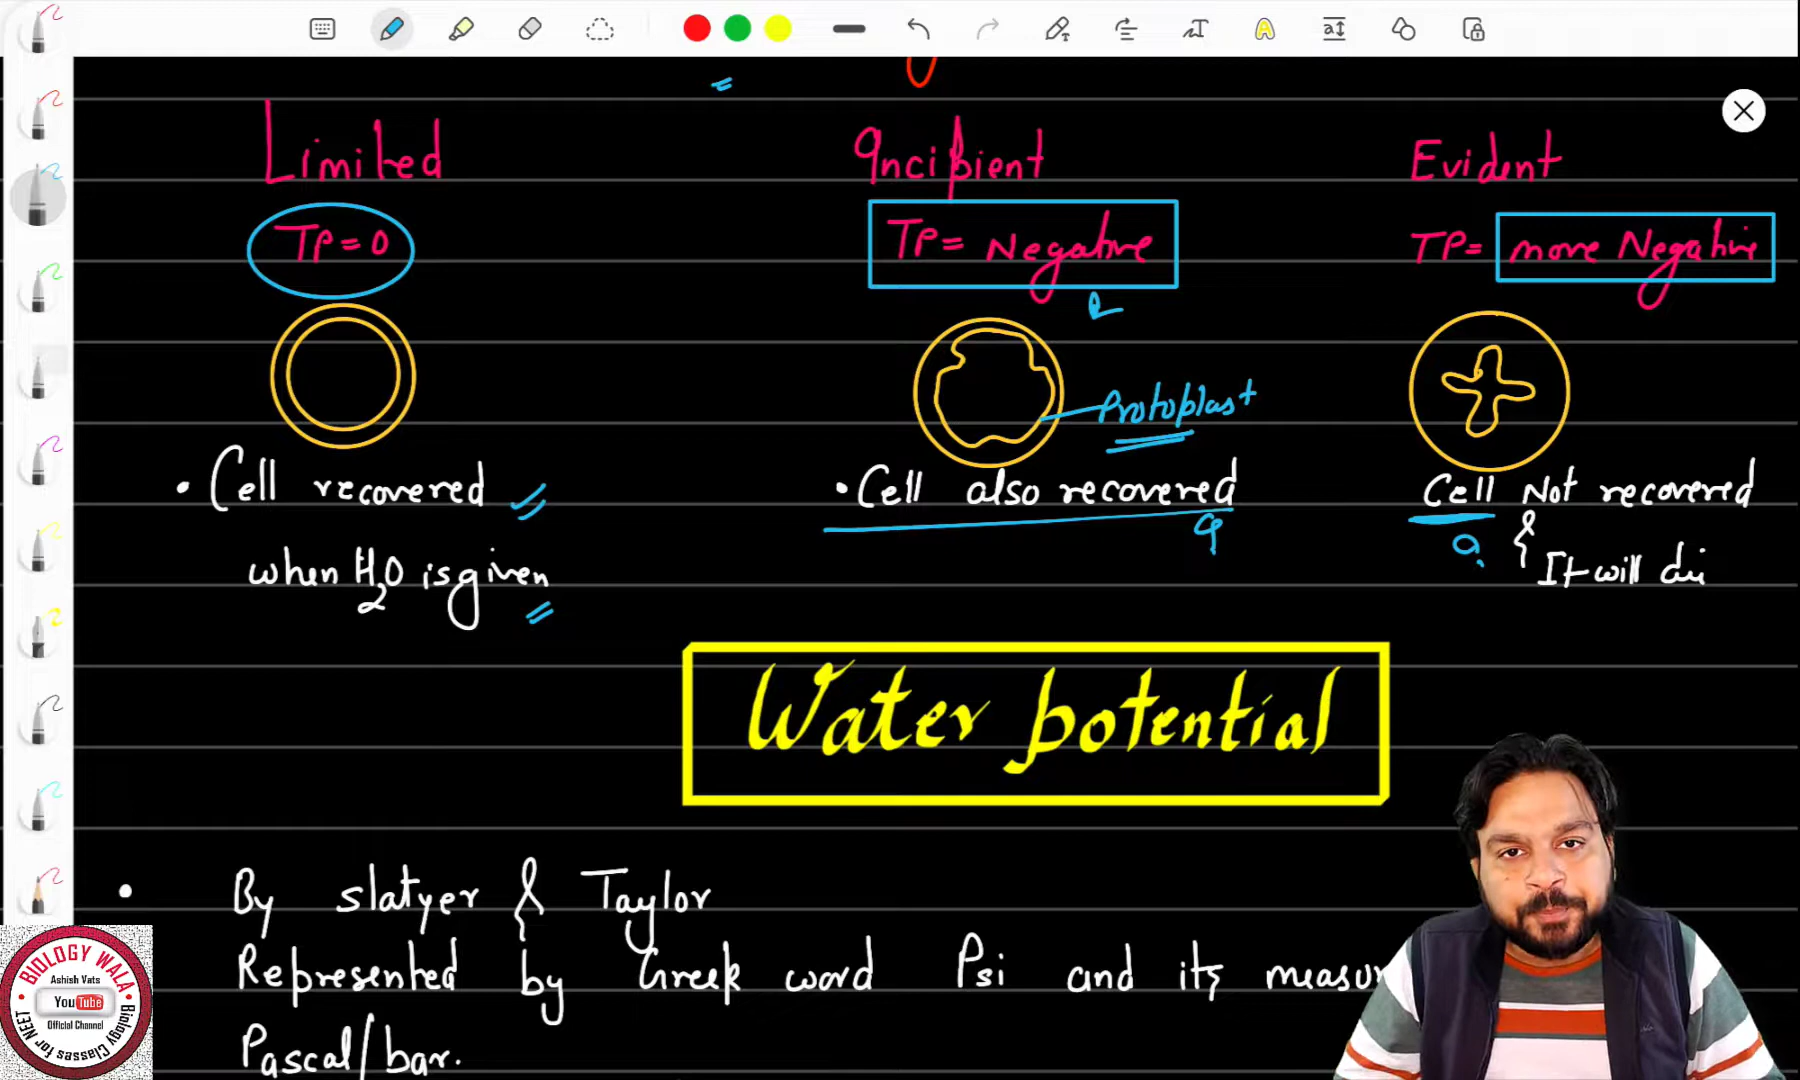 Limited
Incipient
Evident
TP = 0
TP = Negative
TP = more Negative
Protoplast
• Cell recovered
when H2O is given
• Cell also recovered
Cell Not recovered
& It will die
Water potential
• By slatyer & Taylor
Represented by Greek word Psi and its measur
Pascal/bar.
BIOLOGY WALA
Ashish Vats
YouTube
Official Channel
Biology Classes for NEET